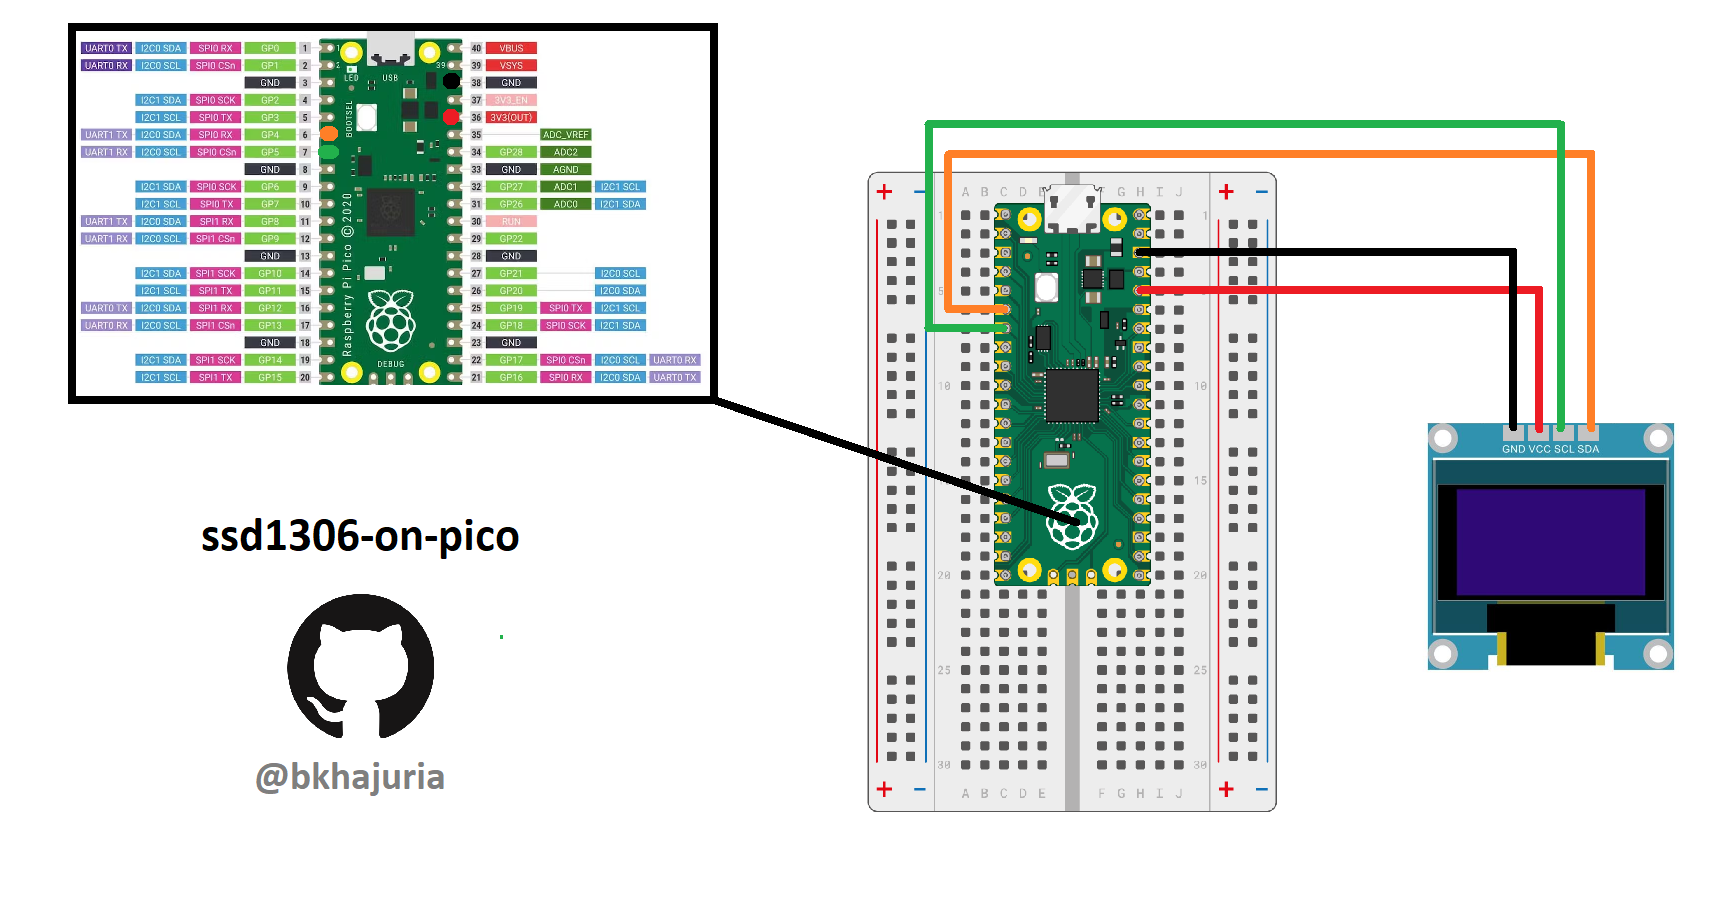 UART0 TX I2C0 SDA SPI0 RX GP0 1 40 VBUS
UART0 RX I2C0 SCL SPI0 CSn GP1 2 2 39 39 VSYS
GND 3 LED USB 38 GND
I2C1 SDA SPI0 SCK GP2 4 37 3V3_EN
I2C1 SCL SPI0 TX GP3 5 36 3V3(OUT)
UART1 TX I2C0 SDA SPI0 RX GP4 6 35 ADC_VREF
UART1 RX I2C0 SCL SPI0 CSn GP5 7 34 GP28 ADC2
GND 8 33 GND AGND
I2C1 SDA SPI0 SCK GP6 9 32 GP27 ADC1 I2C1 SCL
I2C1 SCL SPI0 TX GP7 10 31 GP26 ADC0 I2C1 SDA
UART1 TX I2C0 SDA SPI1 RX GP8 11 30 RUN
UART1 RX I2C0 SCL SPI1 CSn GP9 12 29 GP22
GND 13 28 GND
I2C1 SDA SPI1 SCK GP10 14 27 GP21 I2C0 SCL
I2C1 SCL SPI1 TX GP11 15 26 GP20 I2C0 SDA
UART0 TX I2C0 SDA SPI1 RX GP12 16 25 GP19 SPI0 TX I2C1 SCL
UART0 RX I2C0 SCL SPI1 CSn GP13 17 24 GP18 SPI0 SCK I2C1 SDA
GND 18 23 GND
I2C1 SDA SPI1 SCK GP14 19 22 GP17 SPI0 CSn I2C0 SCL UART0 RX
I2C1 SCL SPI1 TX GP15 20 21 GP16 SPI0 RX I2C0 SDA UART0 TX
BOOTSEL
Raspberry Pi Pico ©2020
DEBUG
ssd1306-on-pico
@bkhajuria
+ − A B C D G H I J + −
1 1
5
10 10
15
20 20
25 25
30 30
+ − A B C D E F G H I J + −
GND VCC SCL SDA